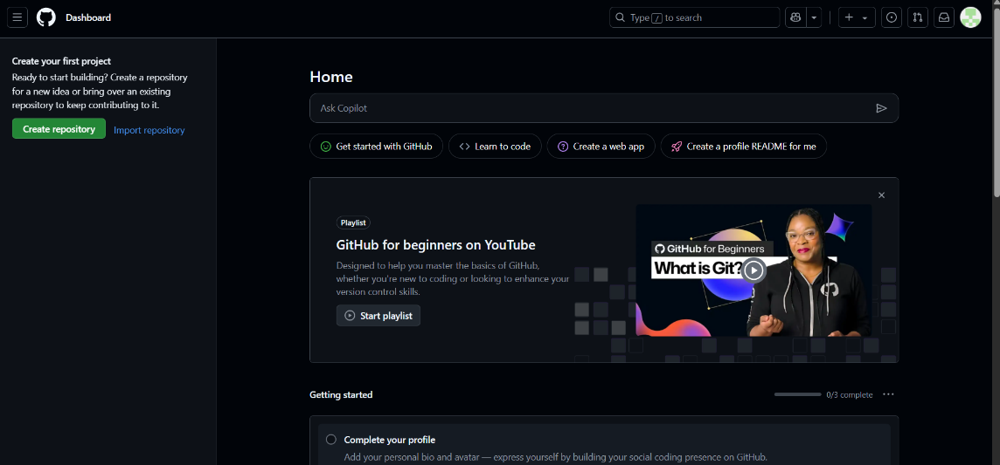 Dashboard
Type / to search
Create your first project
Ready to start building? Create a repository
for a new idea or bring over an existing
repository to keep contributing to it.
Create repository
Import repository
Home
Ask Copilot
Get started with GitHub
Learn to code
Create a web app
Create a profile README for me
Playlist
GitHub for beginners on YouTube
Designed to help you master the basics of GitHub,
whether you're new to coding or looking to enhance your
version control skills.
Start playlist
GitHub for Beginners
What is Git?
Getting started
0/3 complete
Complete your profile
Add your personal bio and avatar — express yourself by building your social coding presence on GitHub.